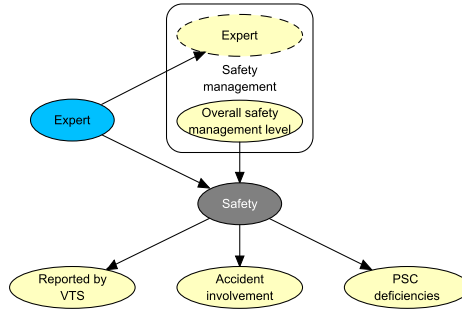 Expert
Safety
management
Expert
Overall safety
management level
Safety
Reported by
VTS
Accident
involvement
PSC
deficiencies